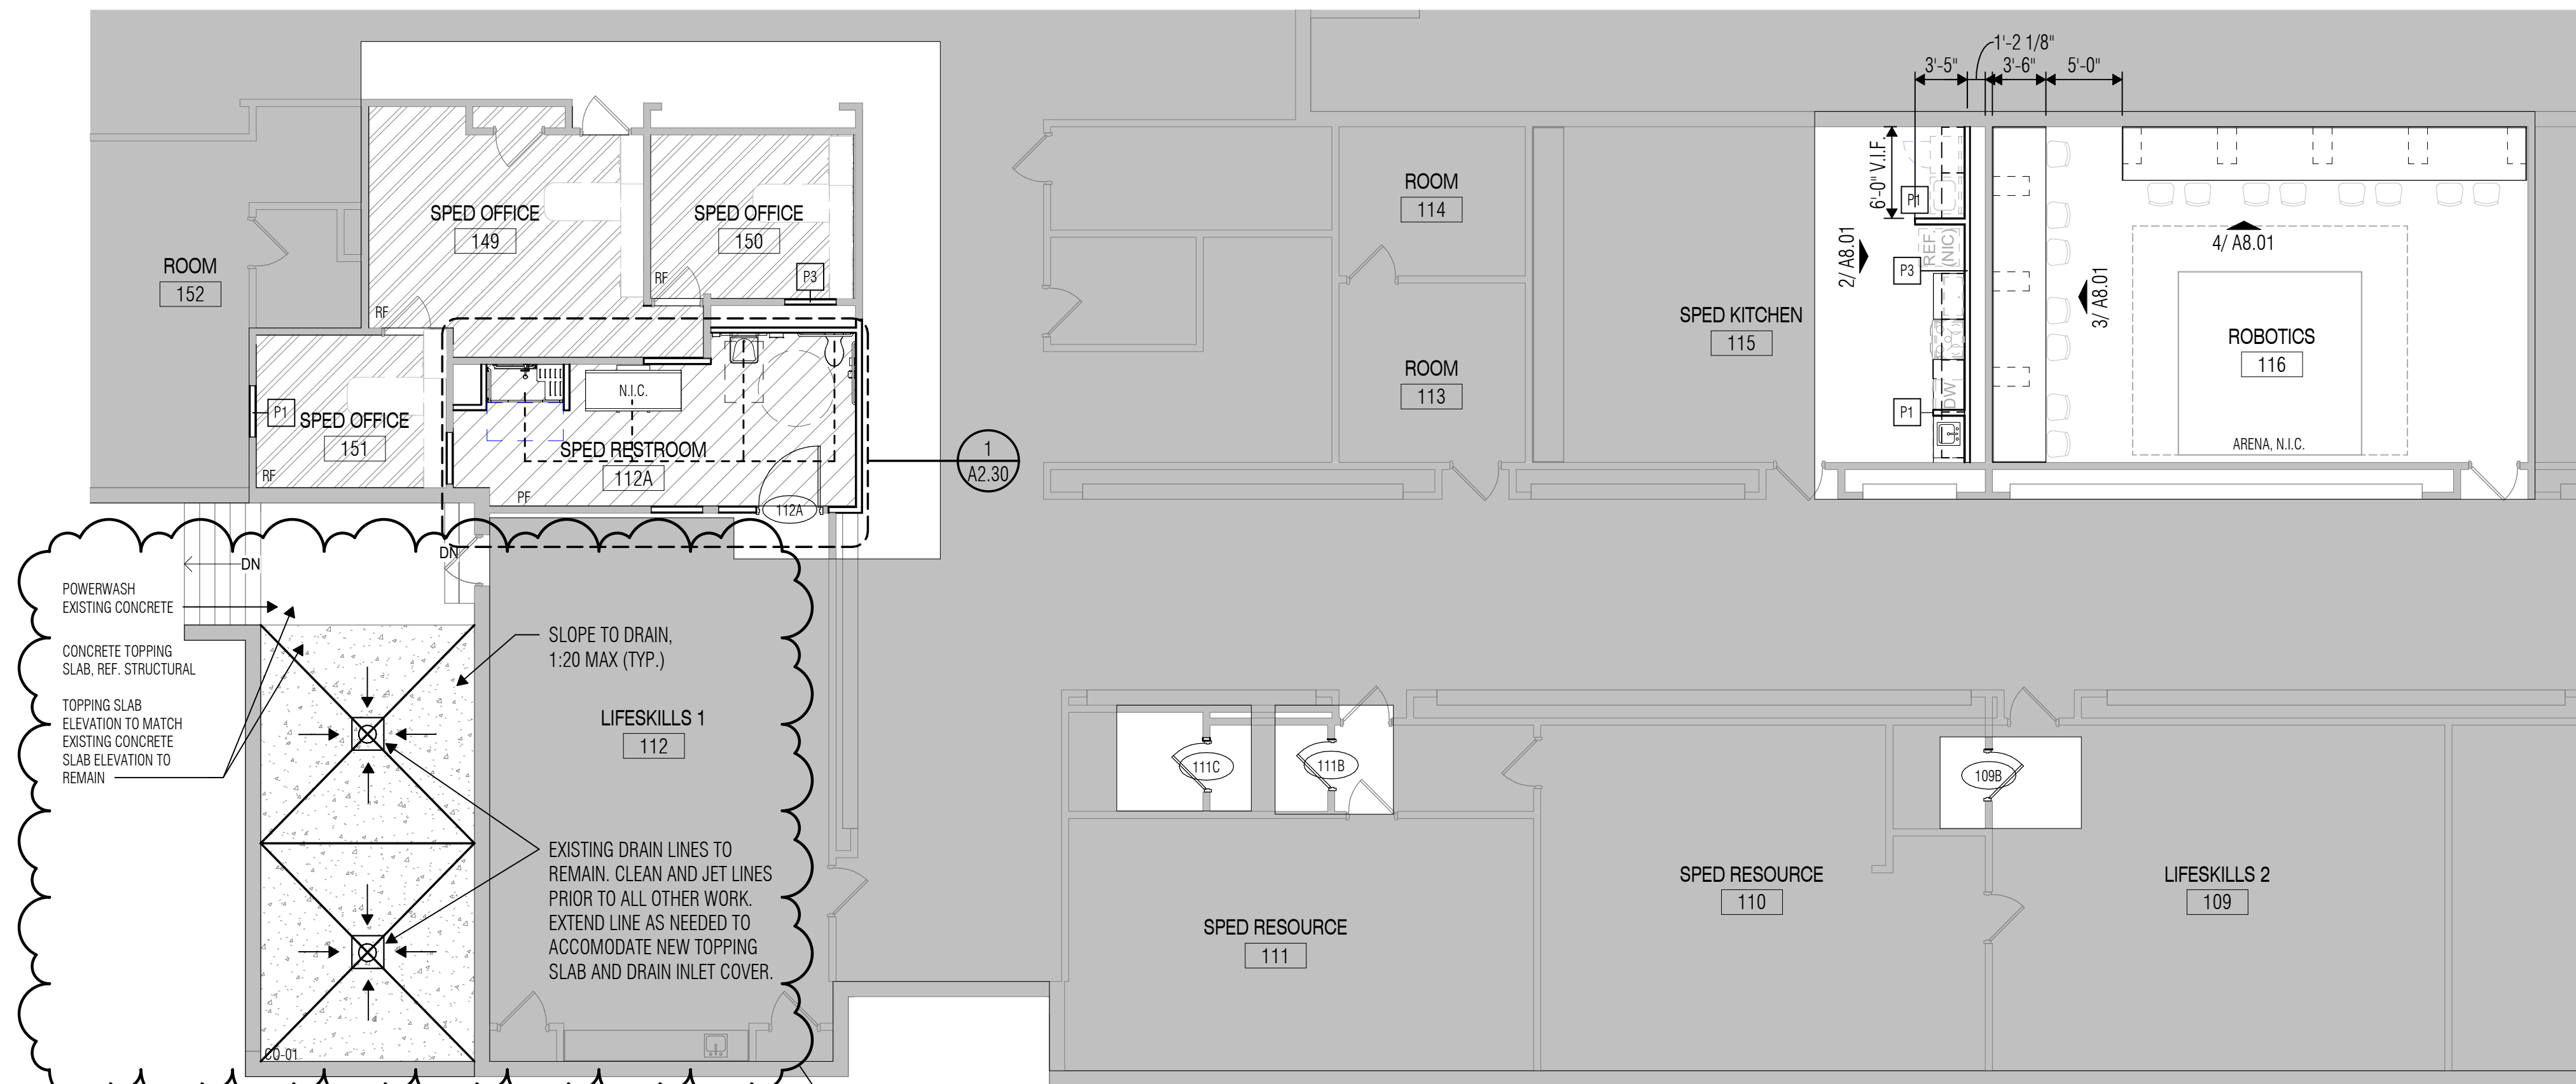 1'-2 1/8"
3'-5"
3'-6"
5'-0"
6'-0" V.I.F.
P1
REF.
(NIC)
2/ A8.01
P3
DW
P1
3/ A8.01
4/ A8.01
ROBOTICS
116
ARENA, N.I.C.
SPED KITCHEN
115
ROOM
114
ROOM
113
SPED OFFICE
149
RF
SPED OFFICE
150
RF
P3
ROOM
152
P1
SPED OFFICE
151
RF
N.I.C.
SPED RESTROOM
112A
PF
112A
1
A2.30
DN
DN
POWERWASH
EXISTING CONCRETE
CONCRETE TOPPING
SLAB, REF. STRUCTURAL
TOPPING SLAB
ELEVATION TO MATCH
EXISTING CONCRETE
SLAB ELEVATION TO
REMAIN
SLOPE TO DRAIN,
1:20 MAX (TYP.)
LIFESKILLS 1
112
EXISTING DRAIN LINES TO
REMAIN. CLEAN AND JET LINES
PRIOR TO ALL OTHER WORK.
EXTEND LINE AS NEEDED TO
ACCOMODATE NEW TOPPING
SLAB AND DRAIN INLET COVER.
CO-01
111C
111B
109B
SPED RESOURCE
111
SPED RESOURCE
110
LIFESKILLS 2
109